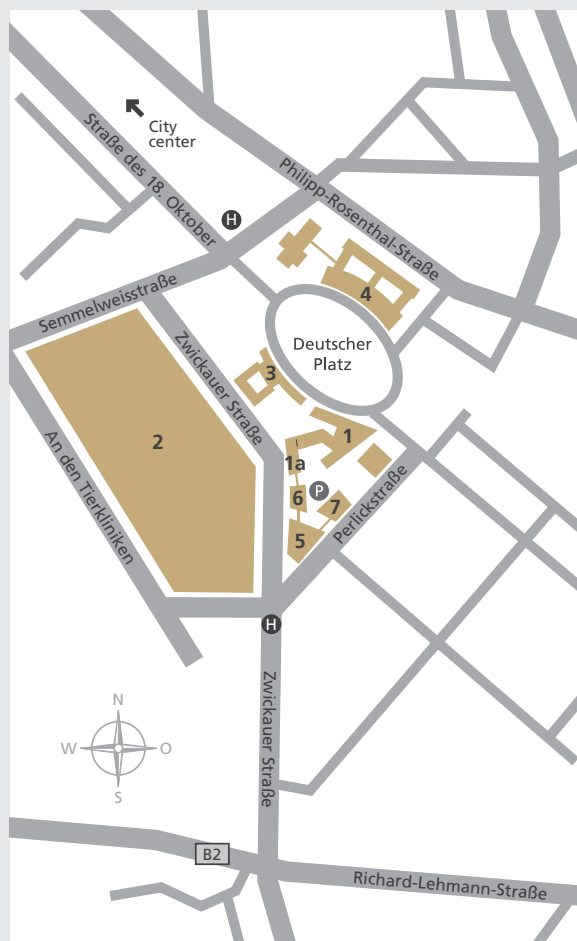 City
center
Straße des 18. Oktober
H
Philipp-Rosenthal-Straße
Semmelweisstraße
4
Deutscher
Platz
Zwickauer Straße
3
2
1
1a
An den Tierkliniken
P
6
7
Perlickstraße
5
H
Zwickauer Straße
N
W
O
S
B2
Richard-Lehmann-Straße